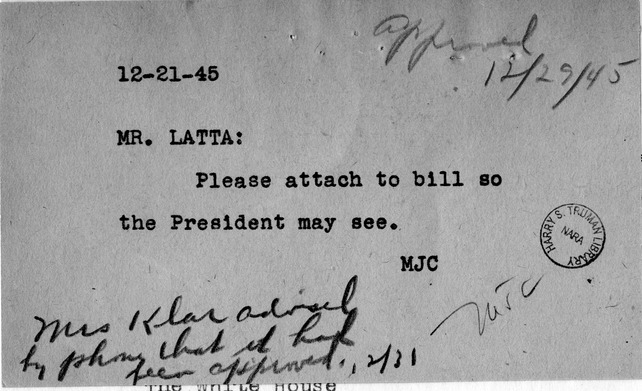 Approved
12/29/45
12-21-45
MR. LATTA:
Please attach to bill so
the President may see.
MJC
HARRY S. TRUMAN LIBRARY
NARA
MJC
Mrs Klar advised
by phone that it had
been approved., 12/31
The White House